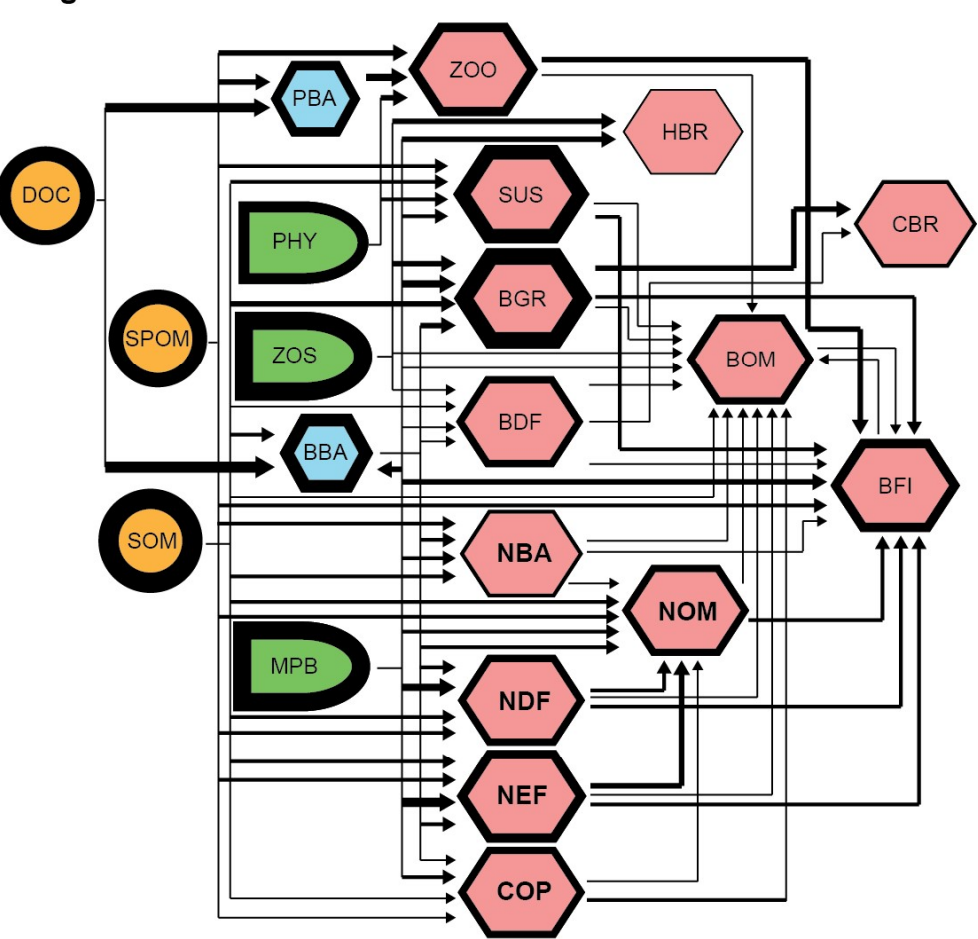 ZOO
PBA
HBR
DOC
SUS
CBR
PHY
BGR
SPOM
ZOS
BOM
BDF
BBA
BFI
SOM
NBA
NOM
MPB
NDF
NEF
COP